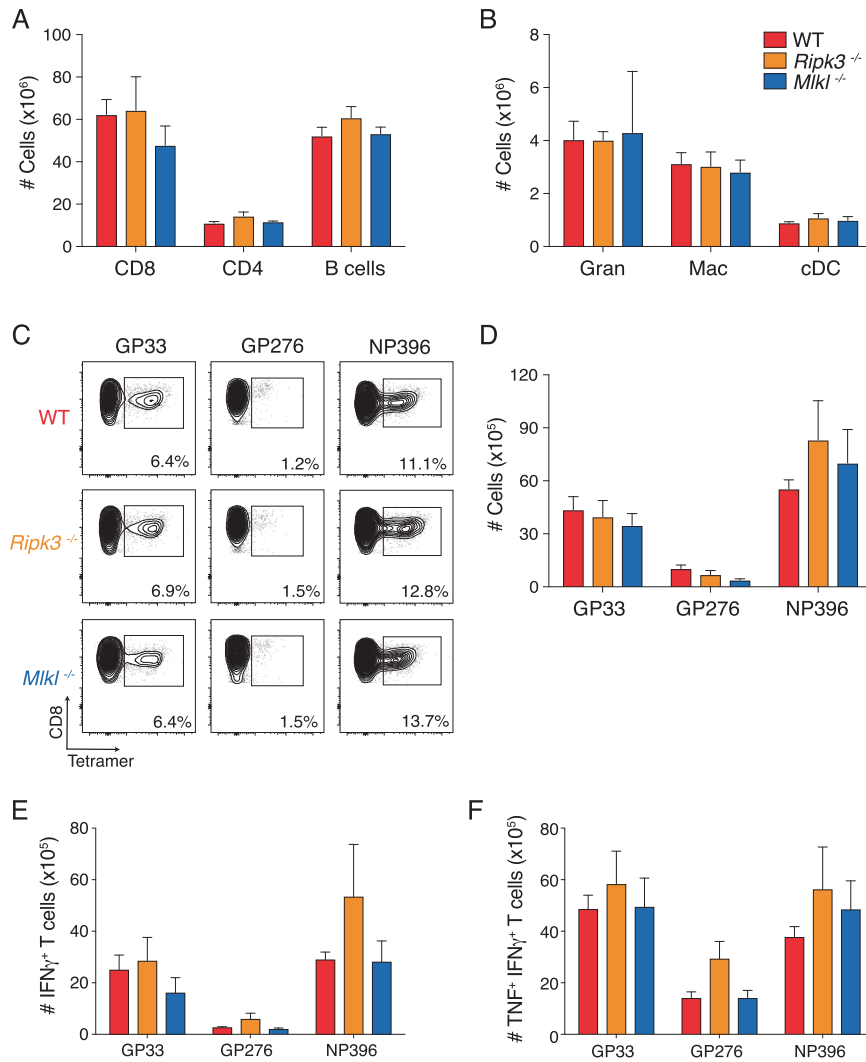 A
# Cells (x10⁶)
100
80
60
40
20
0
CD8 CD4 B cells
B
# Cells (x10⁶)
8
6
4
2
0
Gran Mac cDC
WT
Ripk3 -/-
Mlkl -/-
C
GP33 GP276 NP396
WT
6.4% 1.2% 11.1%
Ripk3 -/-
6.9% 1.5% 12.8%
Mlkl -/-
6.4% 1.5% 13.7%
CD8
Tetramer
D
# Cells (x10⁵)
120
90
60
30
0
GP33 GP276 NP396
E
# IFNγ⁺ T cells (x10⁵)
80
60
40
20
0
GP33 GP276 NP396
F
# TNF⁺ IFNγ⁺ T cells (x10⁵)
80
60
40
20
0
GP33 GP276 NP396